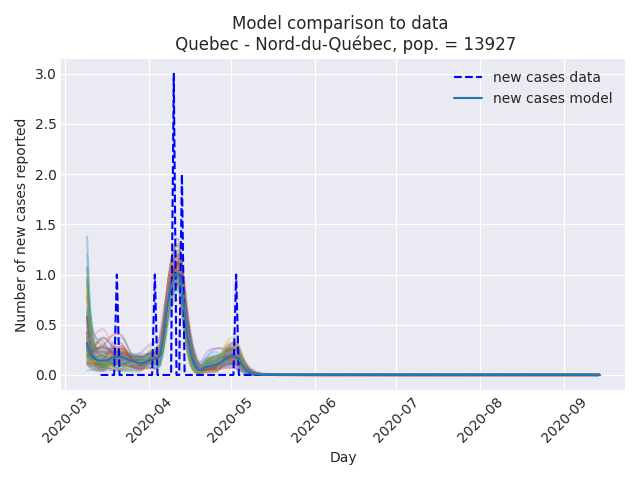 Model comparison to data
Quebec - Nord-du-Québec, pop. = 13927
new cases data
new cases model
Number of new cases reported
3.0
2.5
2.0
1.5
1.0
0.5
0.0
2020-03
2020-04
2020-05
2020-06
2020-07
2020-08
2020-09
Day